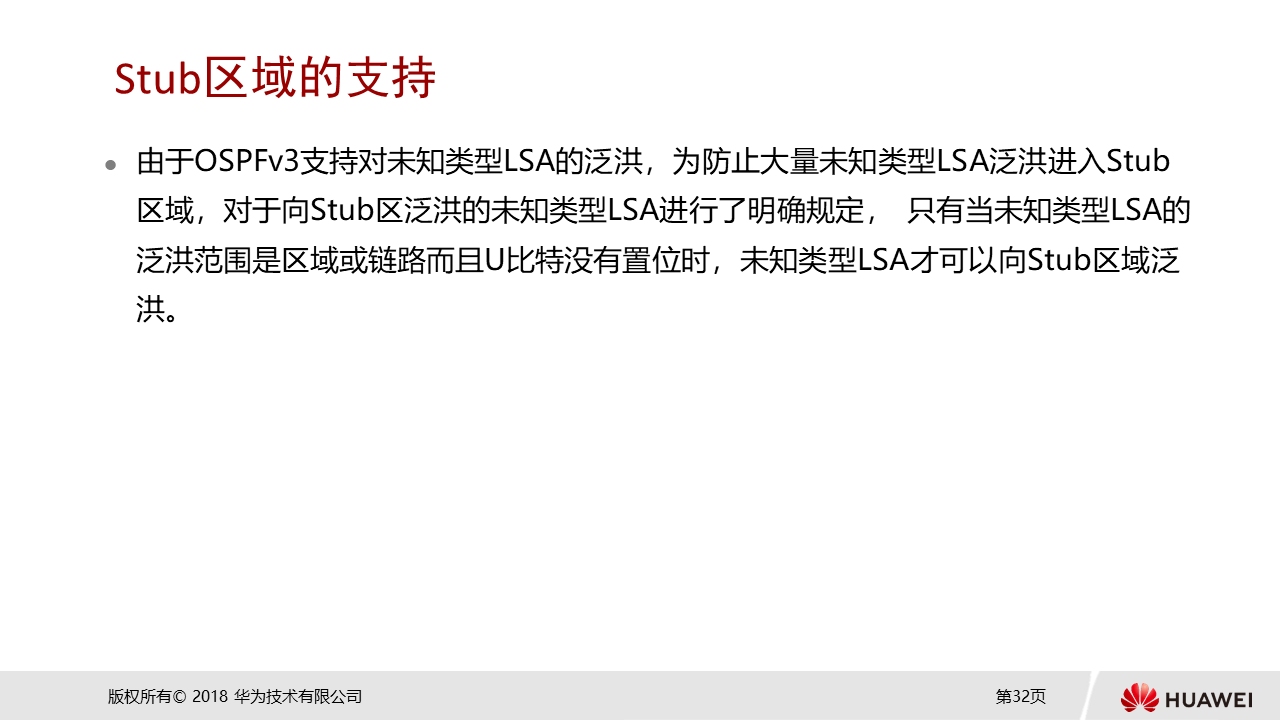 Stub区域的支持
由于OSPFv3支持对未知类型LSA的泛洪，为防止大量未知类型LSA泛洪进入Stub
区域，对于向Stub区泛洪的未知类型LSA进行了明确规定， 只有当未知类型LSA的
泛洪范围是区域或链路而且U比特没有置位时，未知类型LSA才可以向Stub区域泛
洪。
版权所有© 2018 华为技术有限公司
第32页
HUAWEI